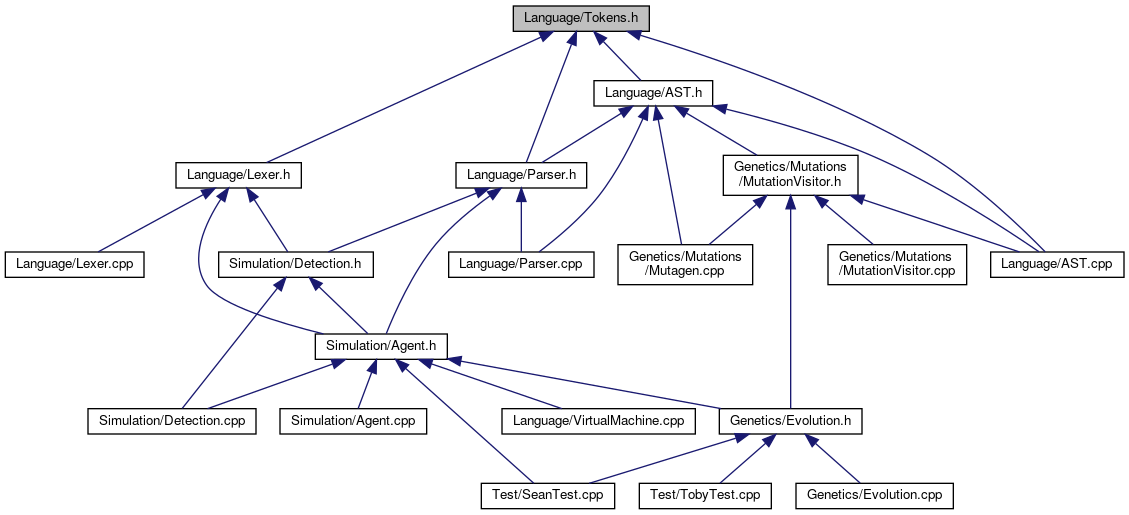 Language/Tokens.h
Language/AST.h
Language/Lexer.h
Language/Parser.h
Genetics/Mutations
/MutationVisitor.h
Language/Lexer.cpp
Simulation/Detection.h
Language/Parser.cpp
Genetics/Mutations
/Mutagen.cpp
Genetics/Mutations
/MutationVisitor.cpp
Language/AST.cpp
Simulation/Agent.h
Simulation/Detection.cpp
Simulation/Agent.cpp
Language/VirtualMachine.cpp
Genetics/Evolution.h
Test/SeanTest.cpp
Test/TobyTest.cpp
Genetics/Evolution.cpp